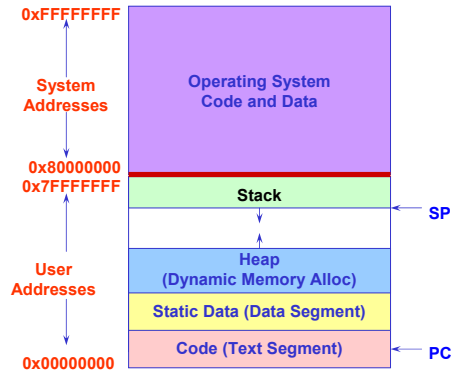 0xFFFFFFFF
System
Addresses
Operating System
Code and Data
0x80000000
0x7FFFFFFF
Stack
SP
User
Addresses
Heap
(Dynamic Memory Alloc)
Static Data (Data Segment)
Code (Text Segment)
PC
0x00000000